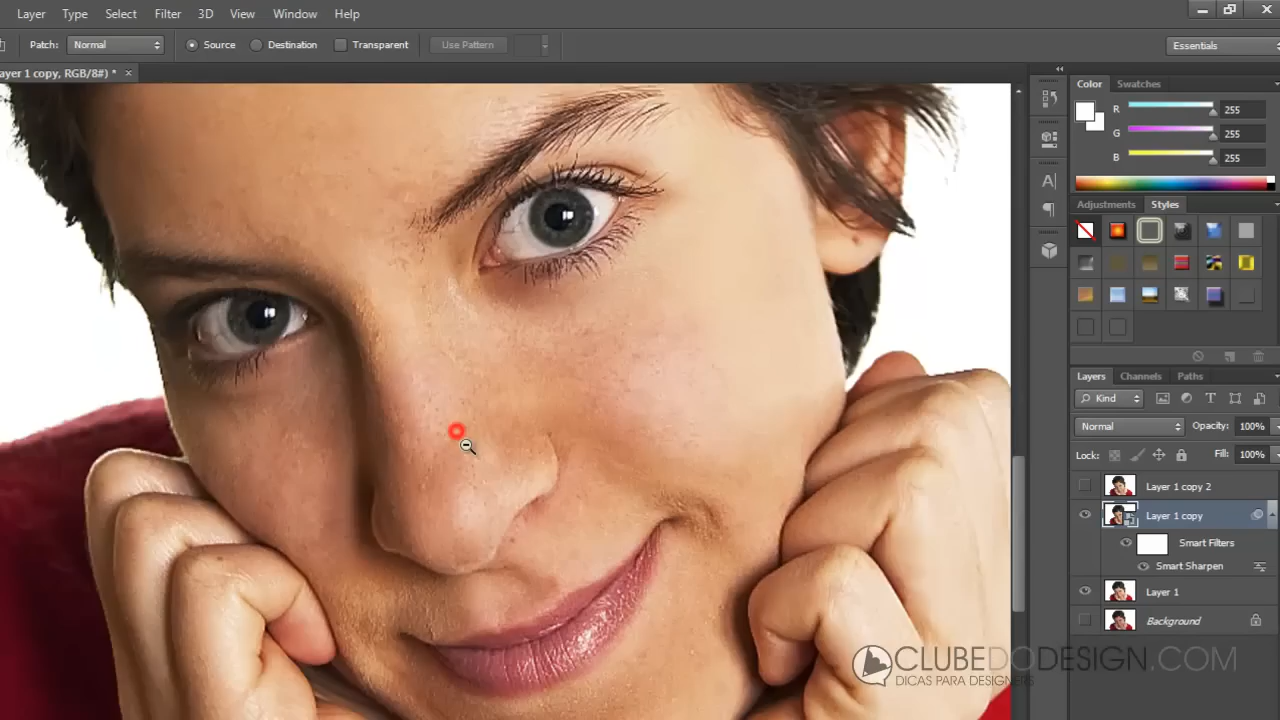 Layer Type Select Filter 3D View Window Help
Patch: Normal Source Destination Transparent Use Pattern Essentials
ayer 1 copy, RGB/8#) * ×
Color Swatches
R 255
G 255
B 255
Adjustments Styles
Layers Channels Paths
Kind
Normal Opacity: 100%
Lock: Fill: 100%
Layer 1 copy 2
Layer 1 copy
Smart Filters
Smart Sharpen
Layer 1
Background
CLUBEDODESIGN.COM
DICAS PARA DESIGNERS